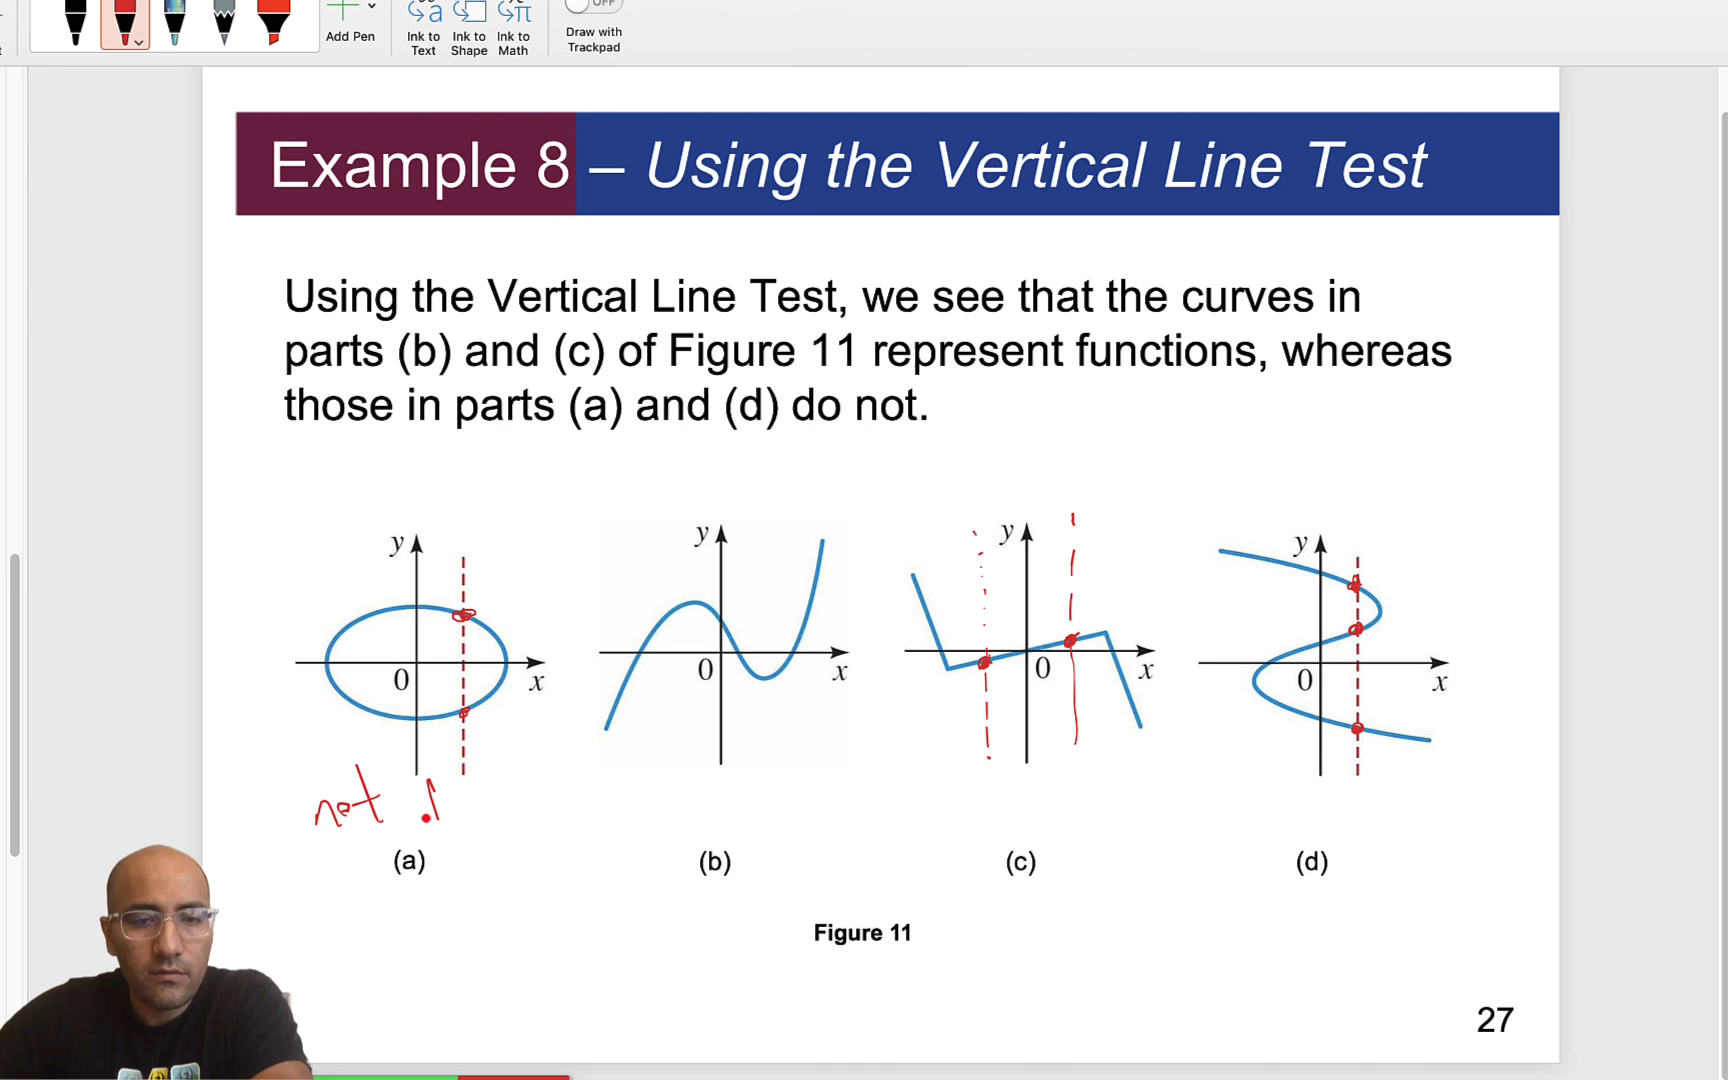 Add Pen
Ink to Text
Ink to Shape
Ink to Math
OFF
Draw with Trackpad
Example 8 – Using the Vertical Line Test
Using the Vertical Line Test, we see that the curves in
parts (b) and (c) of Figure 11 represent functions, whereas
those in parts (a) and (d) do not.
y
0
x
y
0
x
y
0
x
y
0
x
not
(a)
(b)
(c)
(d)
Figure 11
27